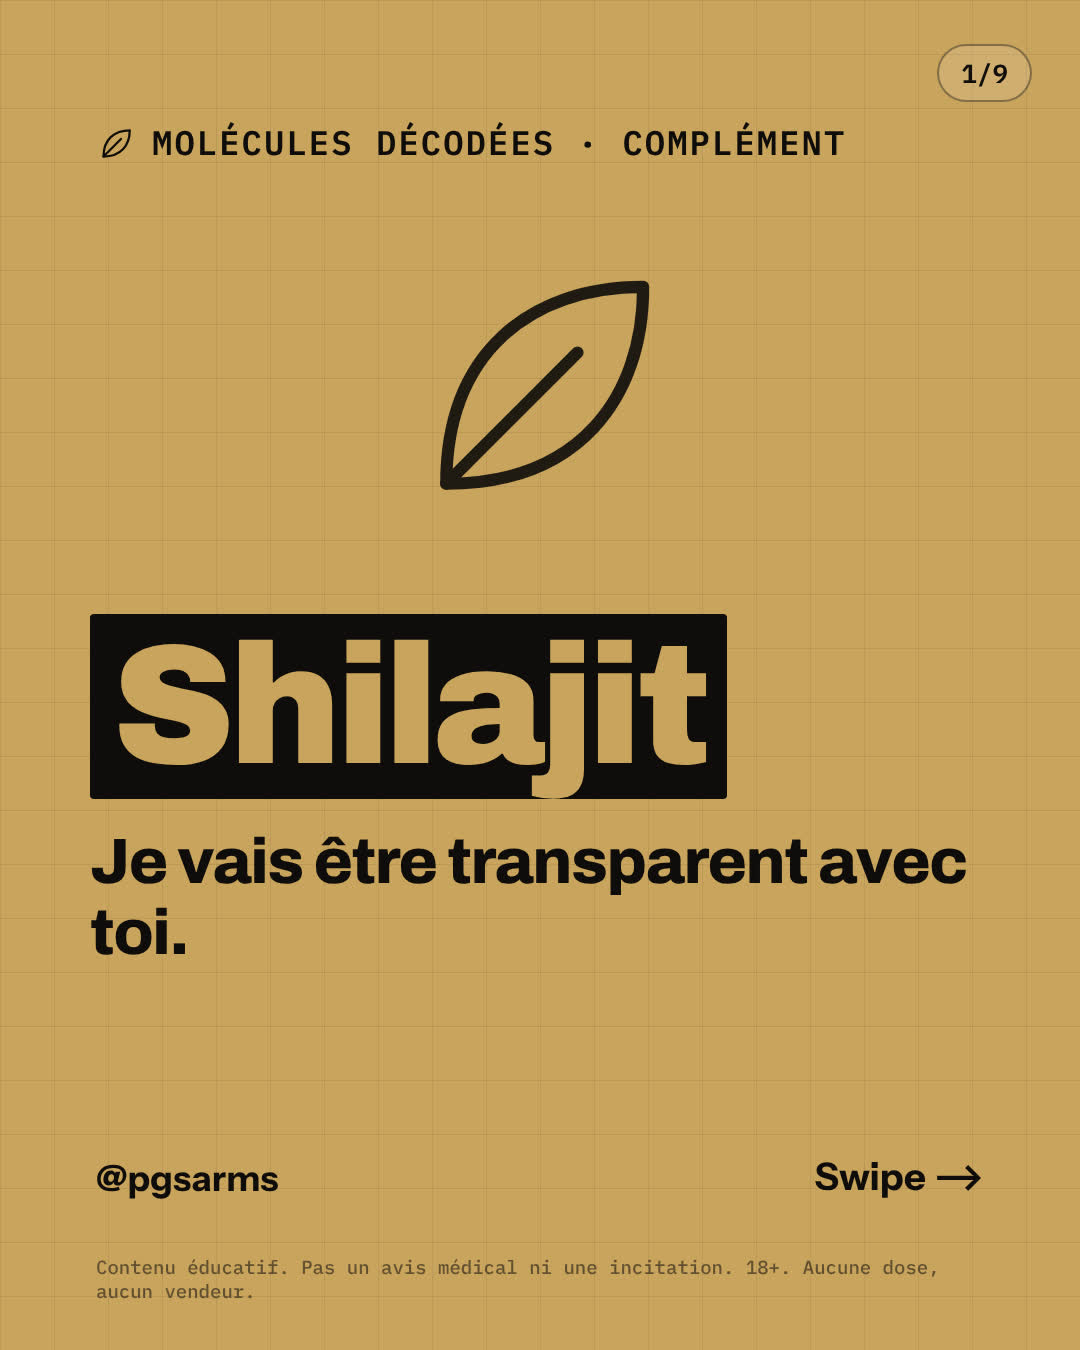 1/9
MOLÉCULES DÉCODÉES · COMPLÉMENT
Shilajit
Je vais être transparent avec
toi.
@pgsarms
Swipe →
Contenu éducatif. Pas un avis médical ni une incitation. 18+. Aucune dose,
aucun vendeur.